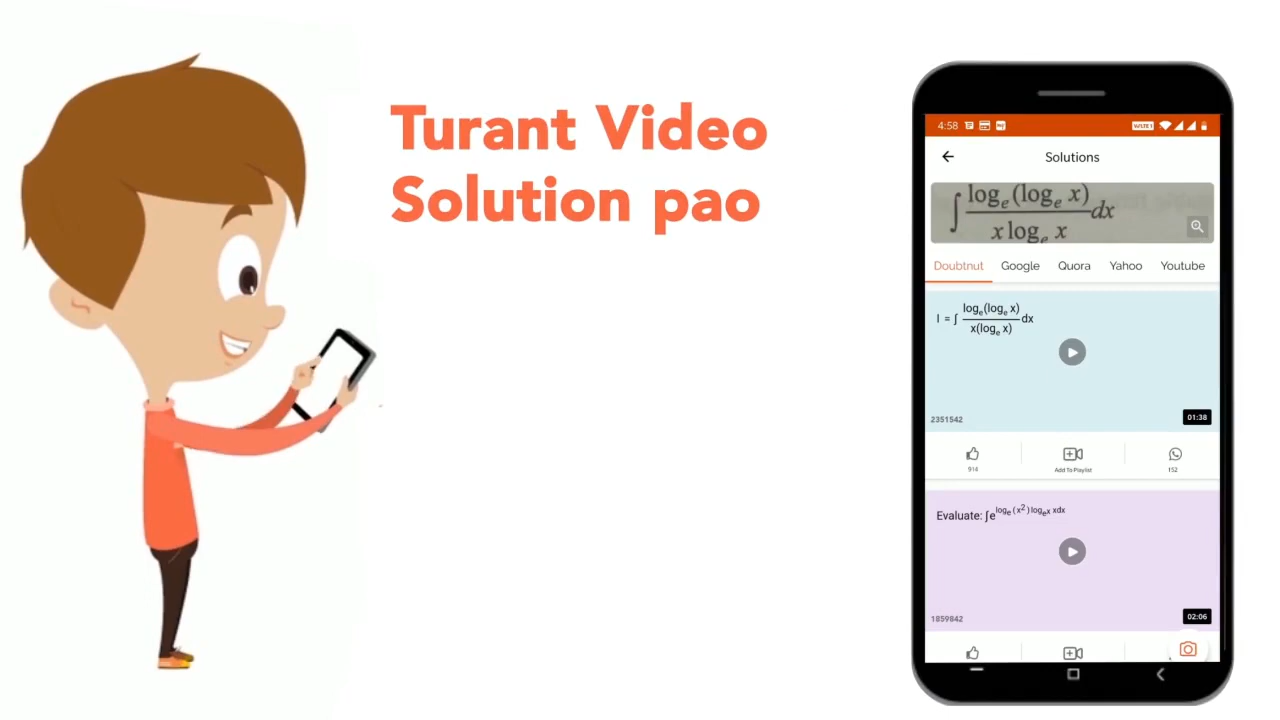 Turant Video
Solution pao
4:58
VoLTE1
Solutions
∫ logₑ(logₑ x) / x logₑ x dx
Doubtnut Google Quora Yahoo Youtube
I = ∫ logₑ(logₑ x) / x(logₑ x) dx
2351542 01:38
914 Add To Playlist 152
Evaluate: ∫e^logₑ(x²)logₑx xdx
1859842 02:06